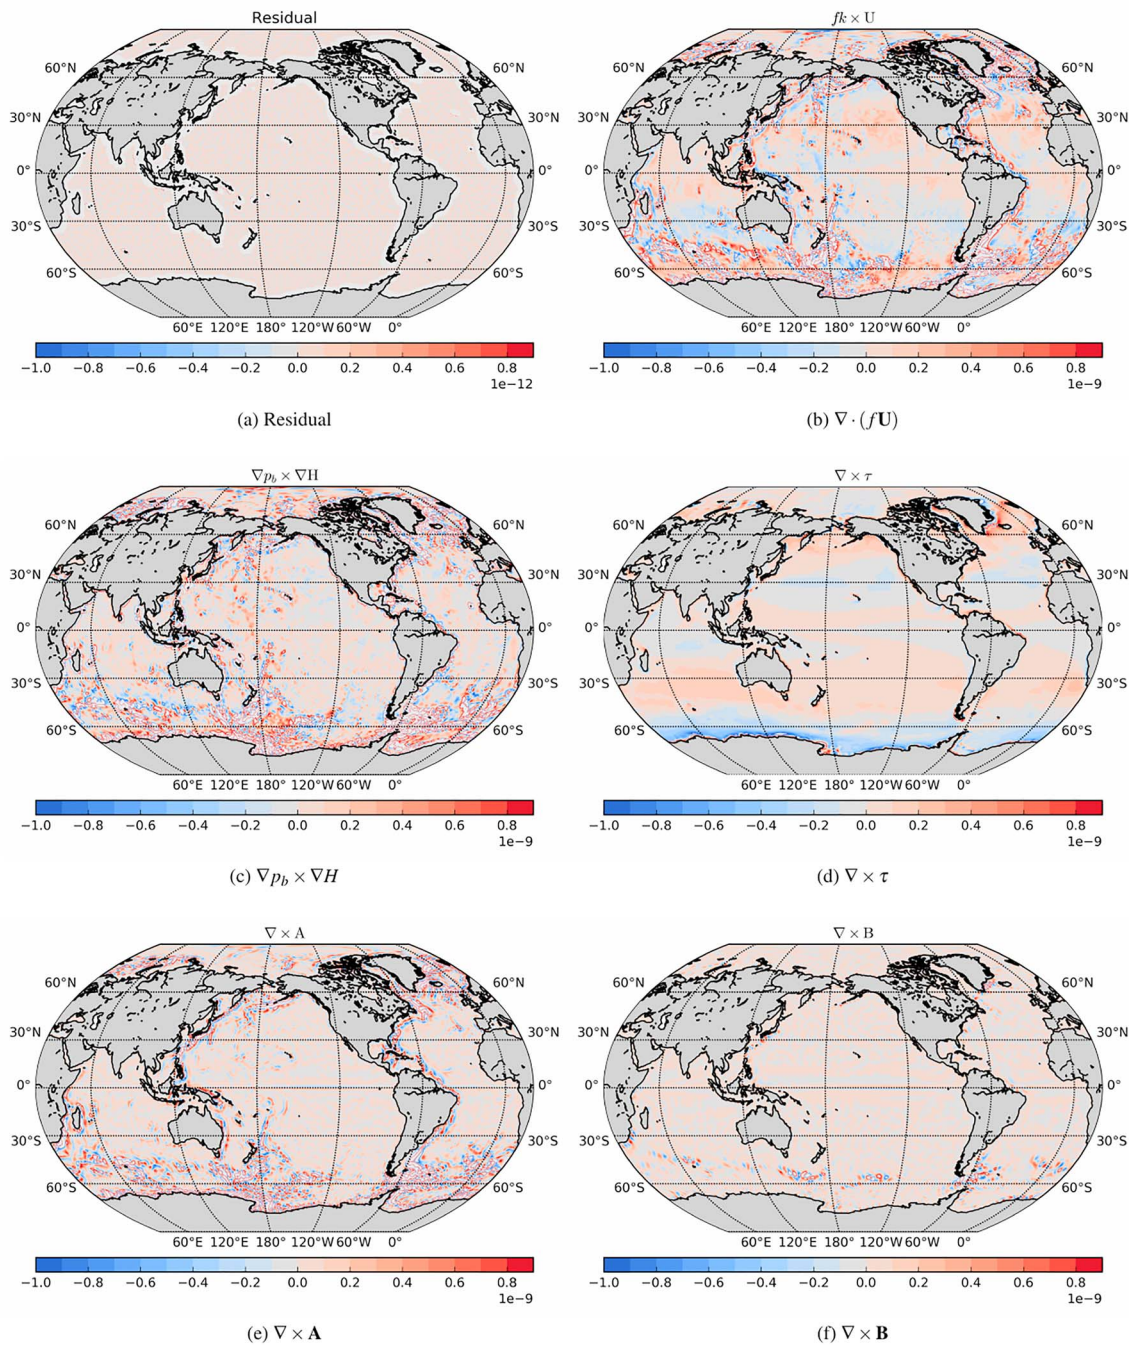 Residual
60°N 60°N
30°N 30°N
0° 0°
30°S 30°S
60°S 60°S
60°E 120°E 180° 120°W 60°W 0°
−1.0 −0.8 −0.6 −0.4 −0.2 0.0 0.2 0.4 0.6 0.8
1e−12
(a) Residual
fk × U
60°N 60°N
30°N 30°N
0° 0°
30°S 30°S
60°S 60°S
60°E 120°E 180° 120°W 60°W 0°
−1.0 −0.8 −0.6 −0.4 −0.2 0.0 0.2 0.4 0.6 0.8
1e−9
(b) ∇ · (fU)
∇p_b × ∇H
60°N 60°N
30°N 30°N
0° 0°
30°S 30°S
60°S 60°S
60°E 120°E 180° 120°W 60°W 0°
−1.0 −0.8 −0.6 −0.4 −0.2 0.0 0.2 0.4 0.6 0.8
1e−9
(c) ∇p_b × ∇H
∇ × τ
60°N 60°N
30°N 30°N
0° 0°
30°S 30°S
60°S 60°S
60°E 120°E 180° 120°W 60°W 0°
−1.0 −0.8 −0.6 −0.4 −0.2 0.0 0.2 0.4 0.6 0.8
1e−9
(d) ∇ × τ
∇ × A
60°N 60°N
30°N 30°N
0° 0°
30°S 30°S
60°S 60°S
60°E 120°E 180° 120°W 60°W 0°
−1.0 −0.8 −0.6 −0.4 −0.2 0.0 0.2 0.4 0.6 0.8
1e−9
(e) ∇ × A
∇ × B
60°N 60°N
30°N 30°N
0° 0°
30°S 30°S
60°S 60°S
60°E 120°E 180° 120°W 60°W 0°
−1.0 −0.8 −0.6 −0.4 −0.2 0.0 0.2 0.4 0.6 0.8
1e−9
(f) ∇ × B